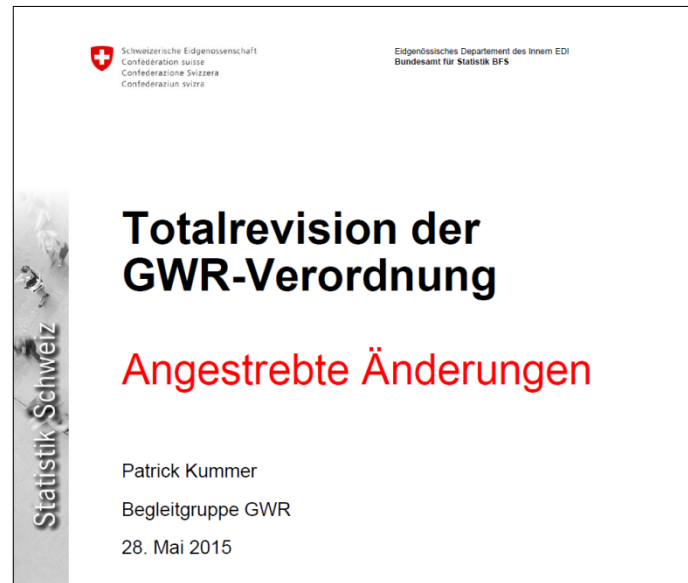 Schweizerische Eidgenossenschaft
Confédération suisse
Confederazione Svizzera
Confederaziun svizra
Eidgenössisches Departement des Innern EDI
Bundesamt für Statistik BFS
Totalrevision der
GWR-Verordnung
Angestrebte Änderungen
Patrick Kummer
Begleitgruppe GWR
28. Mai 2015
Statistik Schweiz